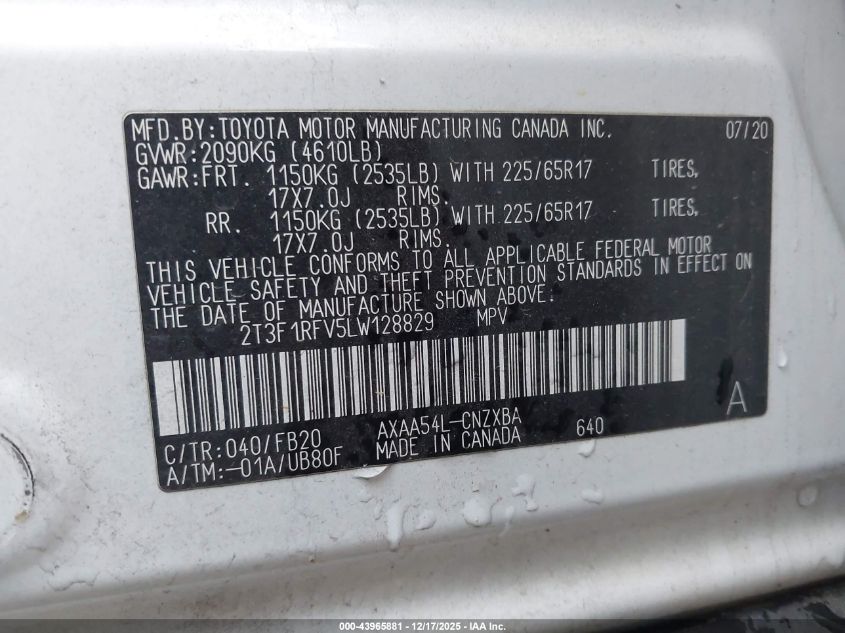 MFD.BY:TOYOTA MOTOR MANUFACTURING CANADA INC. 07/20
GVWR:2090KG (4610LB)
GAWR:FRT. 1150KG (2535LB) WITH 225/65R17 TIRES,
17X7.0J RIMS.
RR. 1150KG (2535LB) WITH 225/65R17 TIRES,
17X7.0J RIMS.
THIS VEHICLE CONFORMS TO ALL APPLICABLE FEDERAL MOTOR
VEHICLE SAFETY AND THEFT PREVENTION STANDARDS IN EFFECT ON
THE DATE OF MANUFACTURE SHOWN ABOVE.
2T3F1RFV5LW128829 MPV
A
C/TR:040/FB20 AXAA54L-CNZXBA 640
A/TM:-01A/UB80F MADE IN CANADA
000-43965881 - 12/17/2025 - IAA Inc.